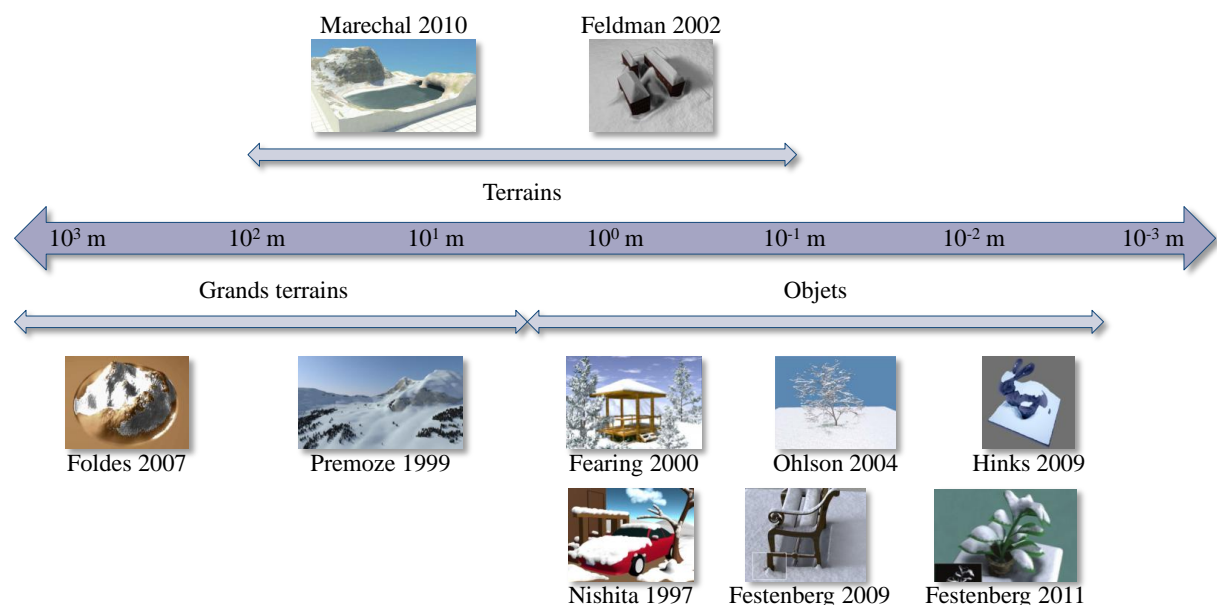 Marechal 2010 Feldman 2002
Terrains
10³ m 10² m 10¹ m 10⁰ m 10⁻¹ m 10⁻² m 10⁻³ m
Grands terrains Objets
Foldes 2007 Premoze 1999 Fearing 2000 Ohlson 2004 Hinks 2009
Nishita 1997 Festenberg 2009 Festenberg 2011